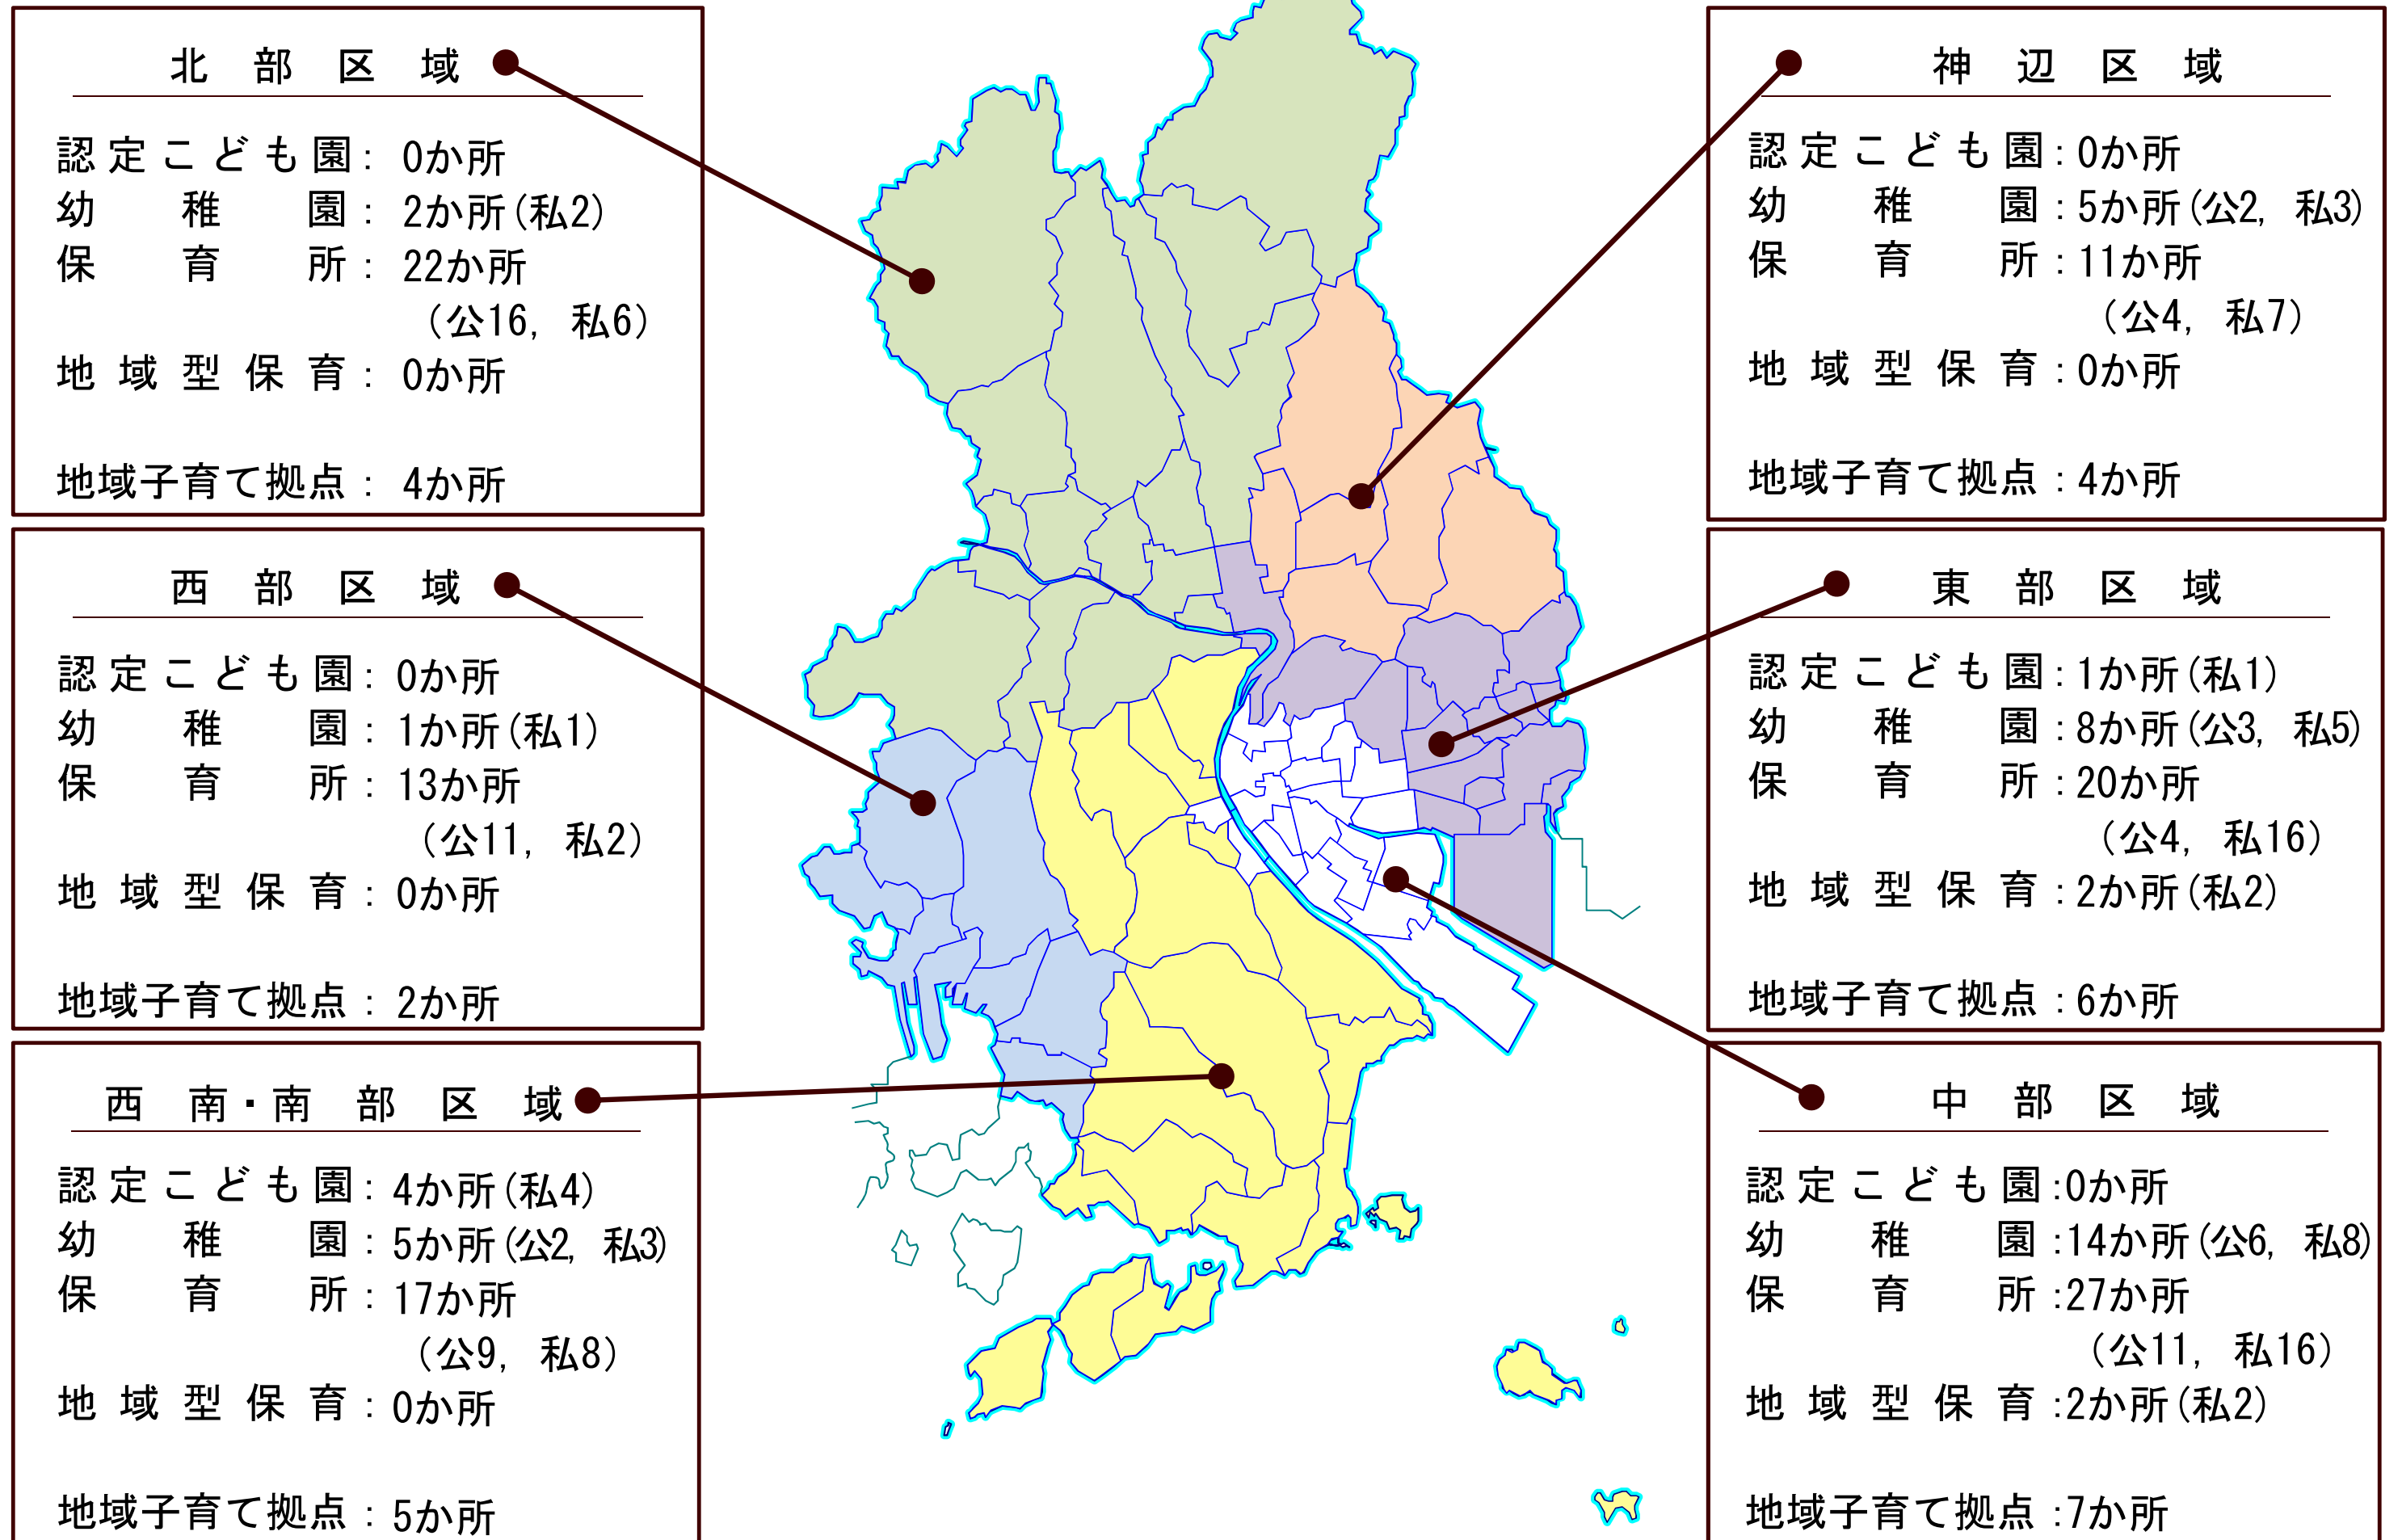 北部区域
認定こども園： 0か所
幼稚園： 2か所(私2)
保育所： 22か所
(公16, 私6)
地域型保育： 0か所
地域子育て拠点： 4か所
西部区域
認定こども園： 0か所
幼稚園： 1か所(私1)
保育所： 13か所
(公11, 私2)
地域型保育： 0か所
地域子育て拠点： 2か所
西南・南部区域
認定こども園： 4か所(私4)
幼稚園： 5か所(公2, 私3)
保育所： 17か所
(公9, 私8)
地域型保育： 0か所
地域子育て拠点： 5か所
神辺区域
認定こども園：0か所
幼稚園：5か所(公2, 私3)
保育所：11か所
(公4, 私7)
地域型保育：0か所
地域子育て拠点：4か所
東部区域
認定こども園：1か所(私1)
幼稚園：8か所(公3, 私5)
保育所：20か所
(公4, 私16)
地域型保育：2か所(私2)
地域子育て拠点：6か所
中部区域
認定こども園：0か所
幼稚園：14か所(公6, 私8)
保育所：27か所
(公11, 私16)
地域型保育：2か所(私2)
地域子育て拠点：7か所